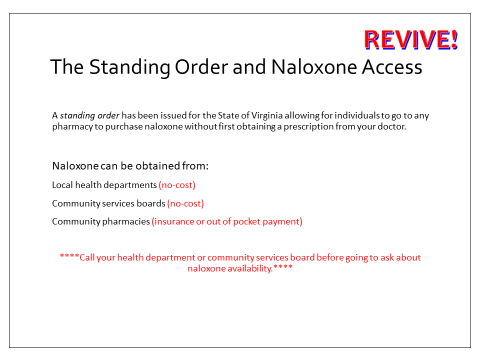 REVIVE!
The Standing Order and Naloxone Access
A standing order has been issued for the State of Virginia allowing for individuals to go to any
pharmacy to purchase naloxone without first obtaining a prescription from your doctor.
Naloxone can be obtained from:
Local health departments (no-cost)
Community services boards (no-cost)
Community pharmacies (insurance or out of pocket payment)
****Call your health department or community services board before going to ask about
naloxone availability.****